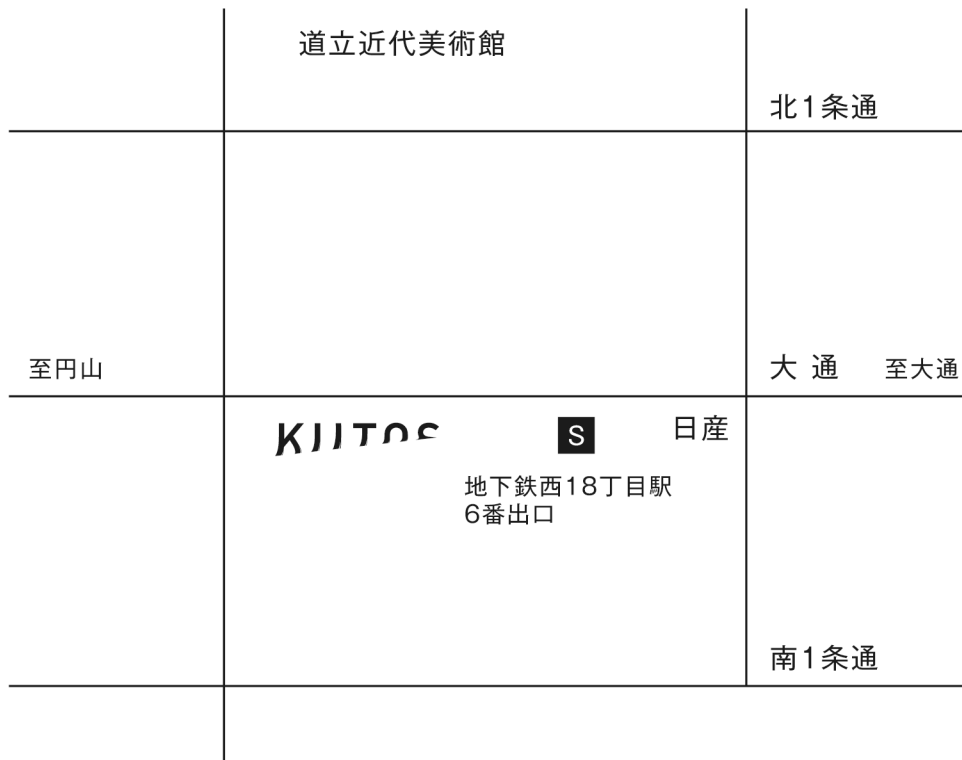 道立近代美術館
北1条通
至円山
大 通 至大通
KIITOS
S
日産
地下鉄西18丁目駅
6番出口
南1条通